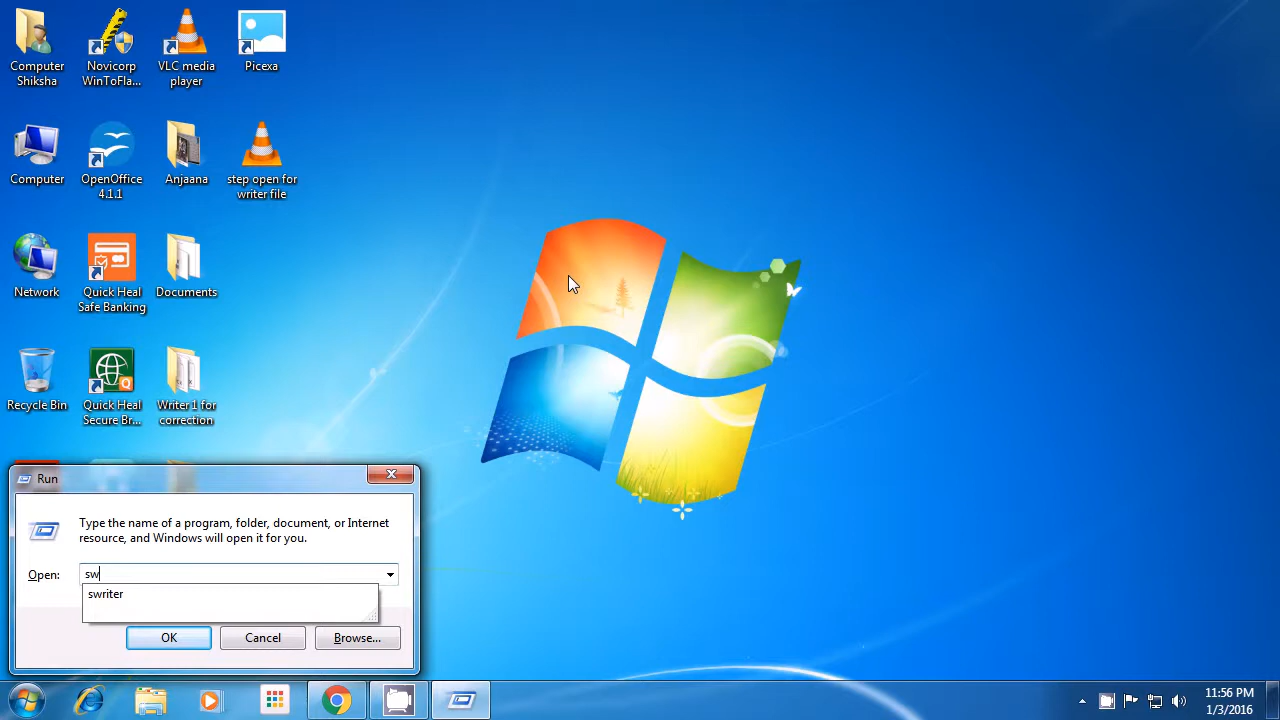 Computer
Shiksha
Novicorp
WinToFla...
VLC media
player
Picexa
Computer
OpenOffice
4.1.1
Anjaana
step open for
writer file
Network
Quick Heal
Safe Banking
Documents
Recycle Bin
Quick Heal
Secure Br...
Writer 1 for
correction
Run
Type the name of a program, folder, document, or Internet
resource, and Windows will open it for you.
Open:
sw
swriter
OK
Cancel
Browse...
11:56 PM
1/3/2016